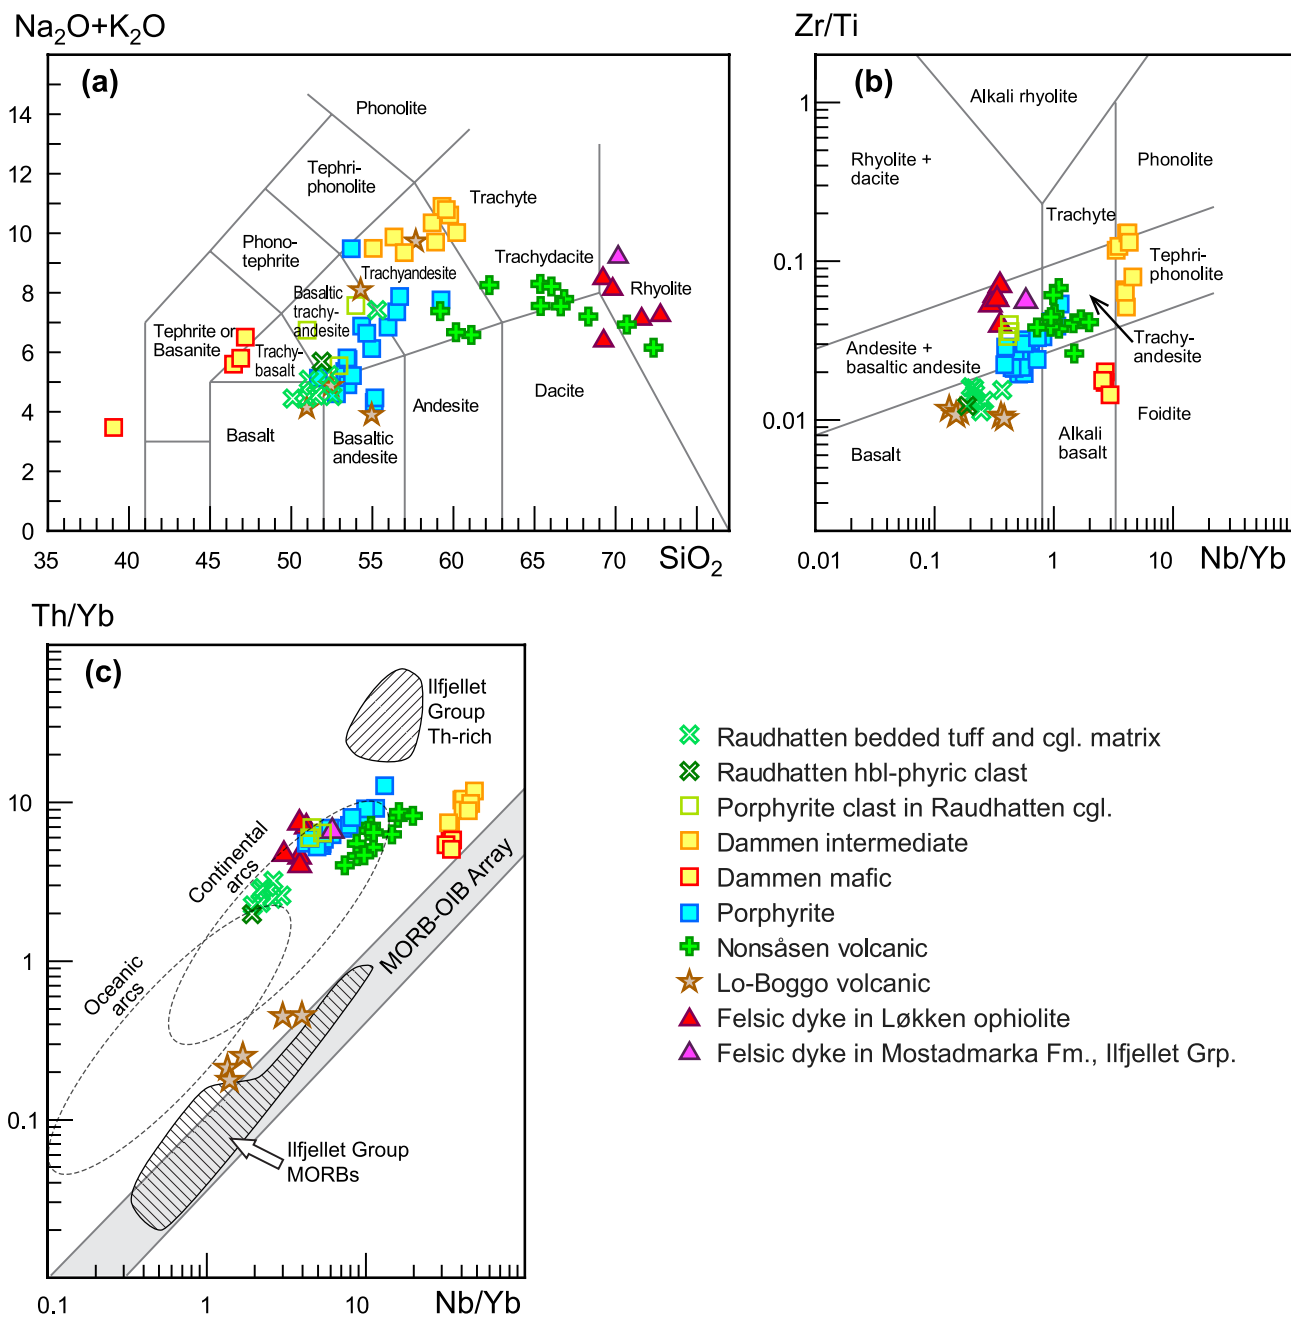 Na₂O+K₂O
(a)
14
12
10
8
6
4
2
0
35
40
45
50
55
60
65
70
SiO₂
Phonolite
Tephri-
phonolite
Trachyte
Phono-
tephrite
Trachydacite
Trachyandesite
Basaltic
trachy-
andesite
Rhyolite
Tephrite or
Basanite
Trachy-
basalt
Dacite
Andesite
Basalt
Basaltic
andesite
Zr/Ti
(b)
1
0.1
0.01
0.01
0.1
1
10
Nb/Yb
Alkali rhyolite
Rhyolite +
dacite
Phonolite
Trachyte
Tephri-
phonolite
Trachy-
andesite
Andesite +
basaltic andesite
Foidite
Basalt
Alkali
basalt
Th/Yb
(c)
10
1
0.1
0.1
1
10
Nb/Yb
Ilfjellet
Group
Th-rich
Continental
arcs
Oceanic
arcs
MORB-OIB Array
Ilfjellet Group
MORBs
Raudhatten bedded tuff and cgl. matrix
Raudhatten hbl-phyric clast
Porphyrite clast in Raudhatten cgl.
Dammen intermediate
Dammen mafic
Porphyrite
Nonsåsen volcanic
Lo-Boggo volcanic
Felsic dyke in Løkken ophiolite
Felsic dyke in Mostadmarka Fm., Ilfjellet Grp.